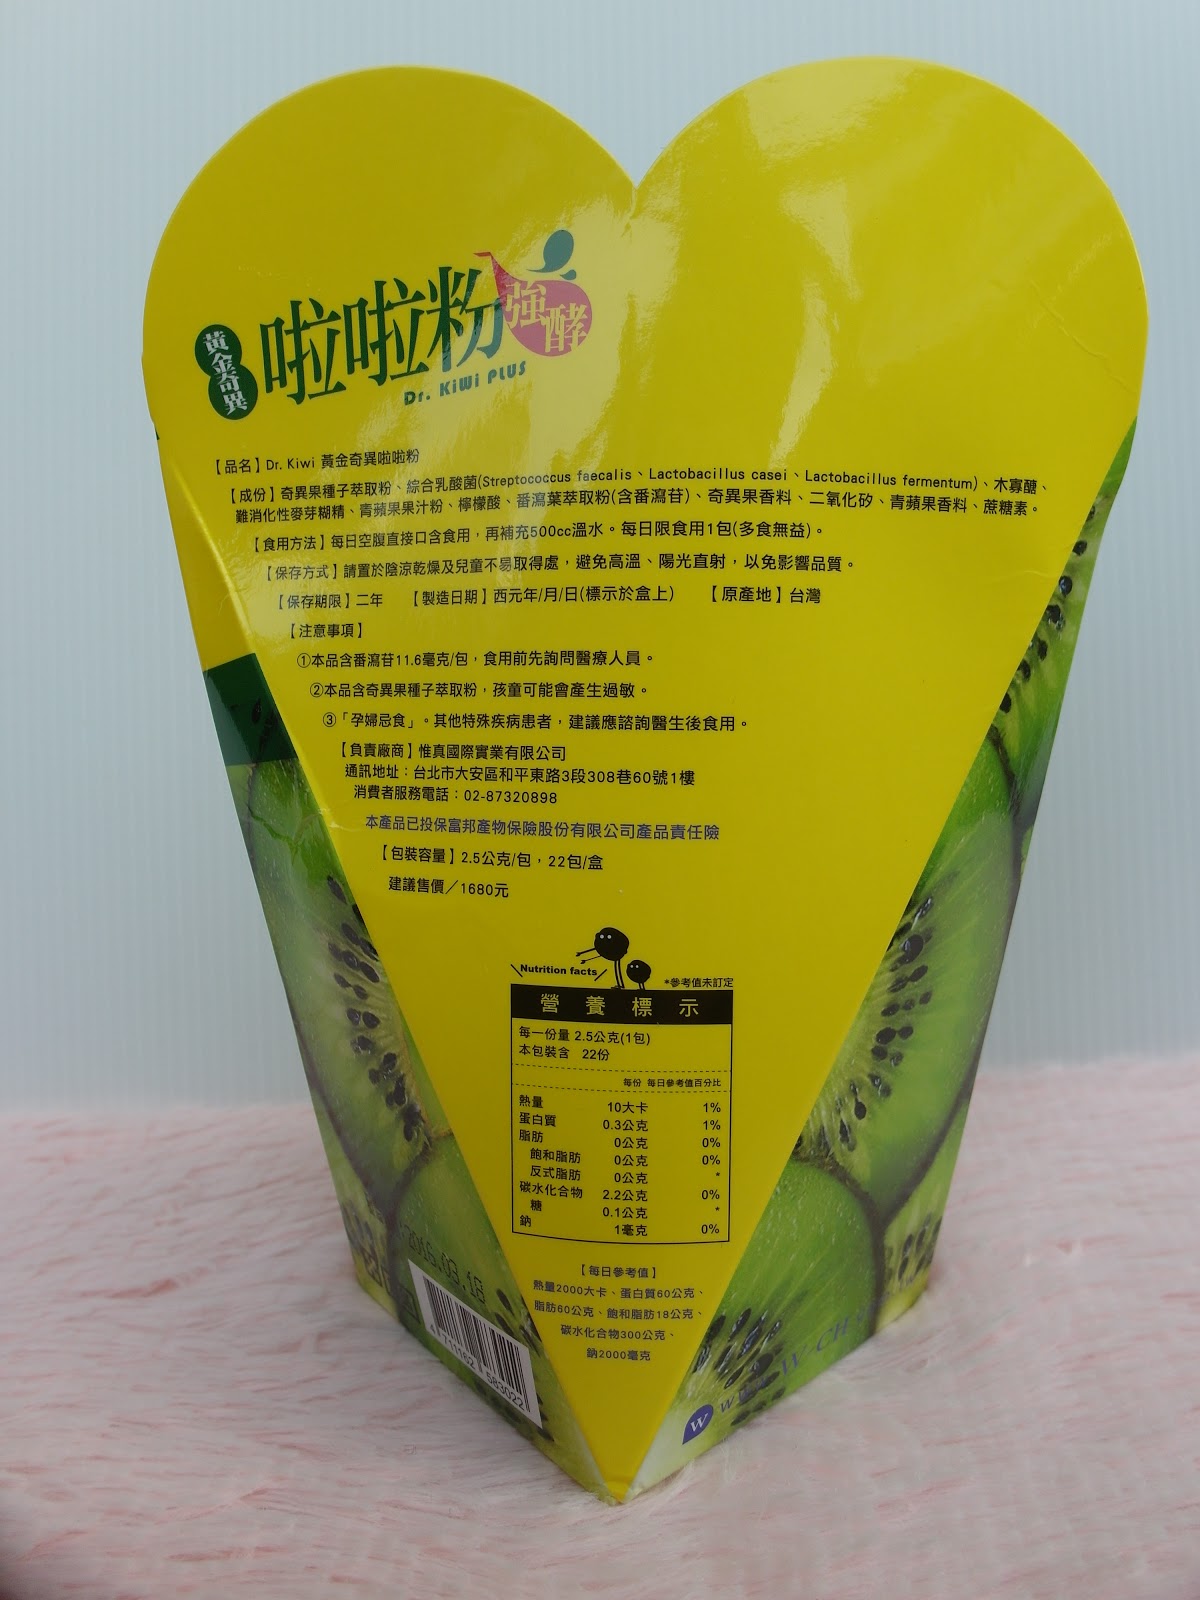 黃金奇異
啦啦粉
強酵
Dr. KiWi PLUS
【品名】Dr. Kiwi 黃金奇異啦啦粉
【成份】奇異果種子萃取粉、綜合乳酸菌(Streptococcus faecalis、Lactobacillus casei、Lactobacillus fermentum)、木寡醣、
難消化性麥芽糊精、青蘋果果汁粉、檸檬酸、番瀉葉萃取粉(含番瀉苷)、奇異果香料、二氧化矽、青蘋果香料、蔗糖素。
【食用方法】每日空腹直接口含食用，再補充500cc溫水。每日限食用1包(多食無益)。
【保存方式】請置於陰涼乾燥及兒童不易取得處，避免高溫、陽光直射，以免影響品質。
【保存期限】二年 【製造日期】西元年/月/日(標示於盒上) 【原產地】台灣
【注意事項】
①本品含番瀉苷11.6毫克/包，食用前先詢問醫療人員。
②本品含奇異果種子萃取粉，孩童可能會產生過敏。
③「孕婦忌食」。其他特殊疾病患者，建議應諮詢醫生後食用。
【負責廠商】惟真國際實業有限公司
通訊地址：台北市大安區和平東路3段308巷60號1樓
消費者服務電話：02-87320898
本產品已投保富邦產物保險股份有限公司產品責任險
【包裝容量】2.5公克/包，22包/盒
建議售價／1680元
Nutrition facts
*參考值未訂定
營養標示
每一份量 2.5公克(1包)
本包裝含 22份
每份 每日參考值百分比
熱量 10大卡 1%
蛋白質 0.3公克 1%
脂肪 0公克 0%
飽和脂肪 0公克 0%
反式脂肪 0公克 *
碳水化合物 2.2公克 0%
糖 0.1公克 *
鈉 1毫克 0%
【每日參考值】
熱量2000大卡、蛋白質60公克、
脂肪60公克、飽和脂肪18公克、
碳水化合物300公克、
鈉2000毫克
2016.03.18
4 711162 583022
W
W-CH